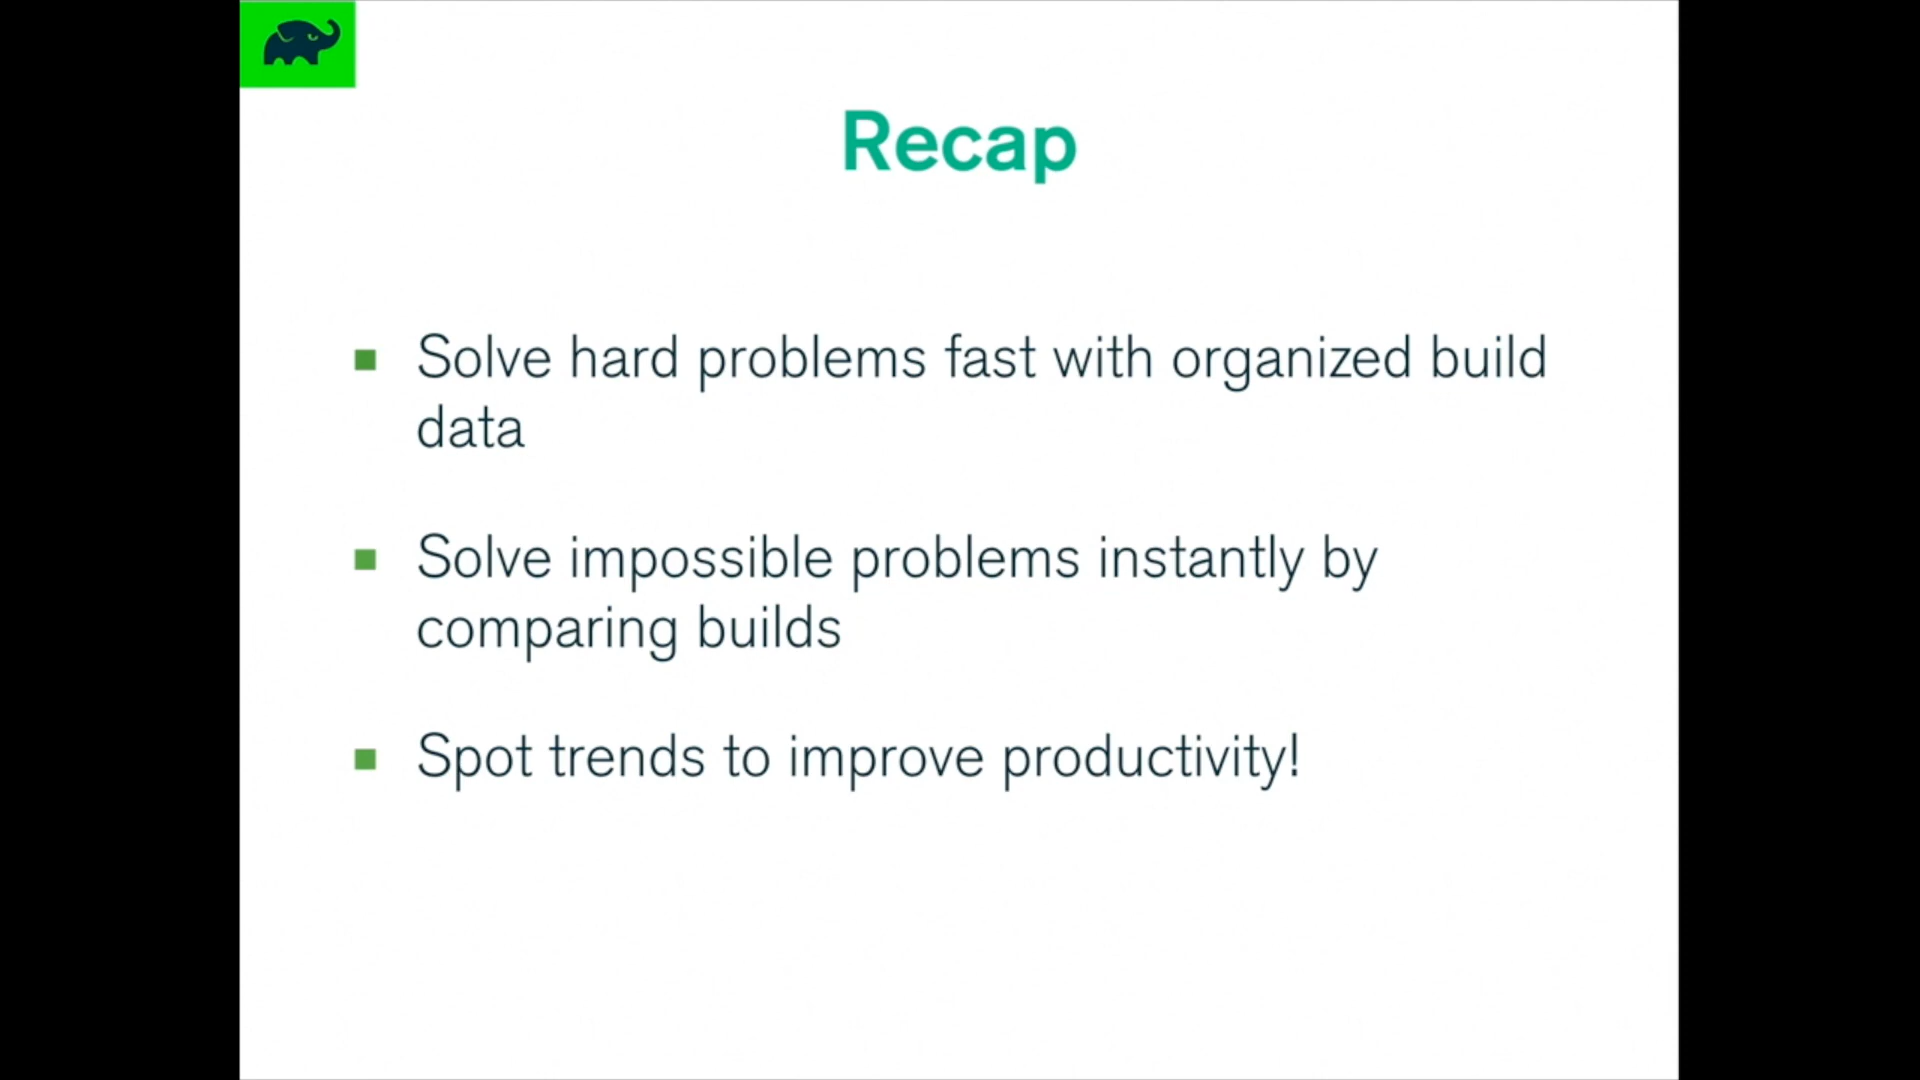 Recap
Solve hard problems fast with organized build
data
Solve impossible problems instantly by
comparing builds
Spot trends to improve productivity!